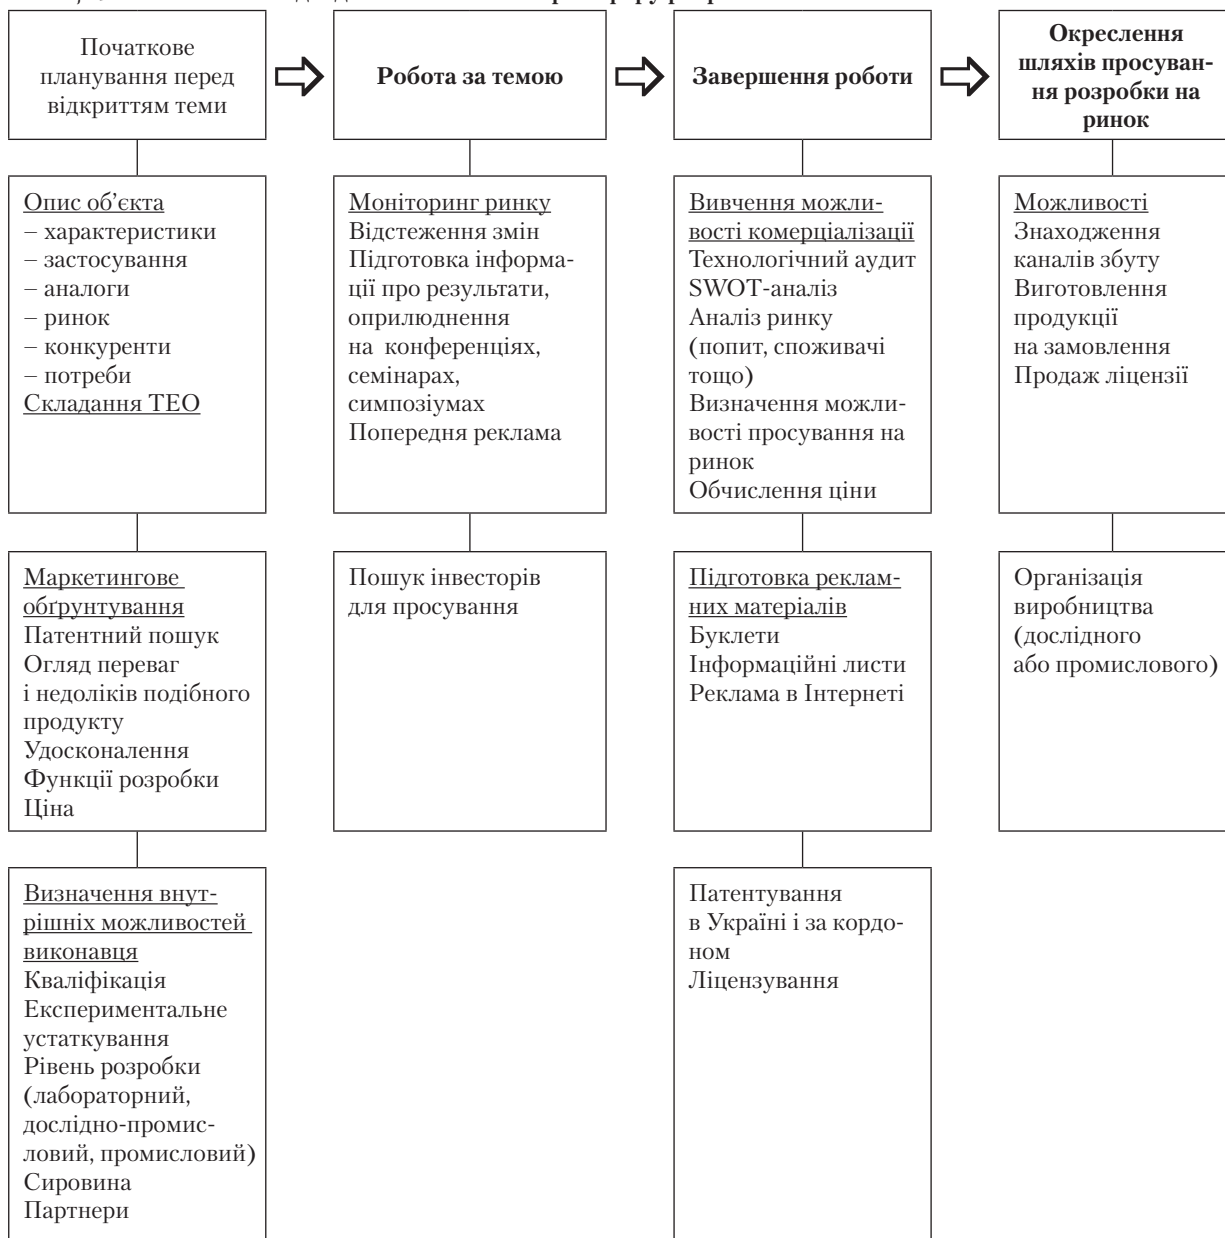 Початкове
планування перед
відкриттям теми
Робота за темою
Завершення роботи
Окреслення
шляхів просуван-
ня розробки на
ринок
Опис об’єкта
– характеристики
– застосування
– аналоги
– ринок
– конкуренти
– потреби
Складання ТЕО
Моніторинг ринку
Відстеження змін
Підготовка інформа-
ції про результати,
оприлюднення
на конференціях,
семінарах,
симпозіумах
Попередня реклама
Вивчення можли-
вості комерціалізації
Технологічний аудит
SWOT-аналіз
Аналіз ринку
(попит, споживачі
тощо)
Визначення можли-
вості просування на
ринок
Обчислення ціни
Можливості
Знаходження
каналів збуту
Виготовлення
продукції
на замовлення
Продаж ліцензії
Маркетингове
обґрунтування
Патентний пошук
Огляд переваг
і недоліків подібного
продукту
Удосконалення
Функції розробки
Ціна
Пошук інвесторів
для просування
Підготовка реклам-
них матеріалів
Буклети
Інформаційні листи
Реклама в Інтернеті
Організація
виробництва
(дослідного
або промислового)
Визначення внут-
рішніх можливостей
виконавця
Кваліфікація
Експериментальне
устаткування
Рівень розробки
(лабораторний,
дослідно-промис-
ловий, промисловий)
Сировина
Партнери
Патентування
в Україні і за кордо-
ном
Ліцензування